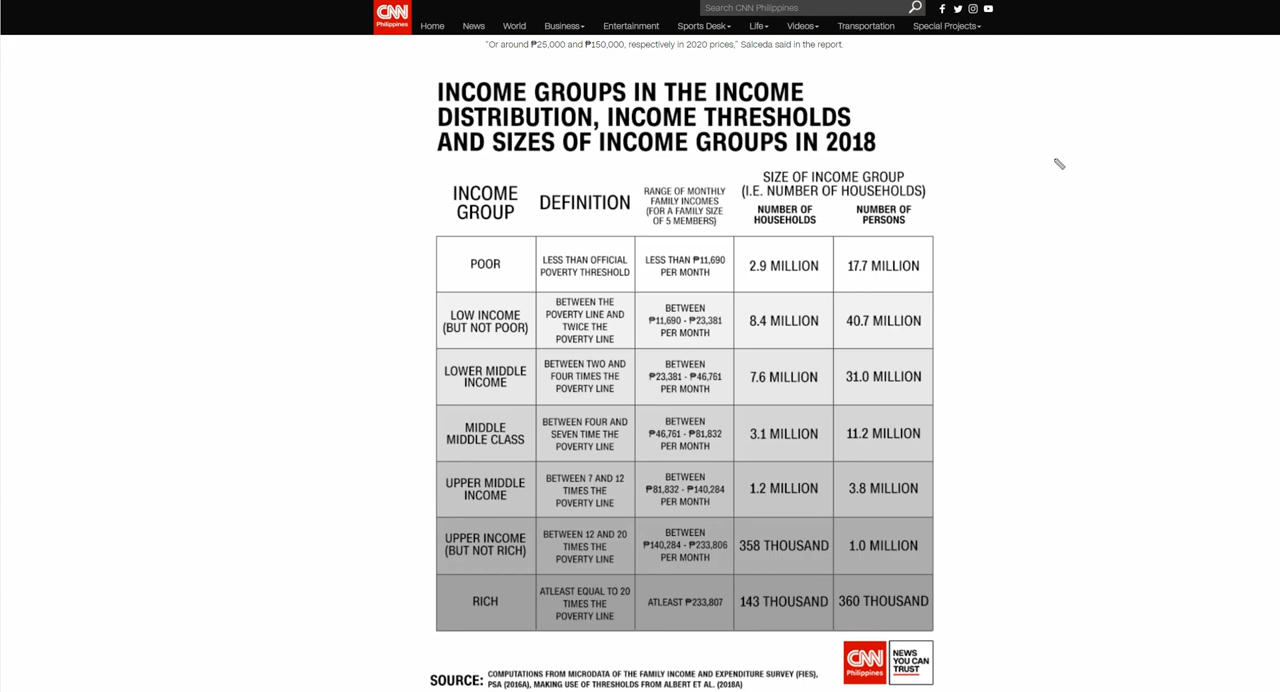 CNN
Philippines
Search CNN Philippines
Home News World Business Entertainment Sports Desk Life Videos Transportation Special Projects
"Or around ₱25,000 and ₱150,000, respectively in 2020 prices," Salceda said in the report.
INCOME GROUPS IN THE INCOME
DISTRIBUTION, INCOME THRESHOLDS
AND SIZES OF INCOME GROUPS IN 2018
INCOME
GROUP
DEFINITION
RANGE OF MONTHLY
FAMILY INCOMES
(FOR A FAMILY SIZE
OF 5 MEMBERS)
SIZE OF INCOME GROUP
(I.E. NUMBER OF HOUSEHOLDS)
NUMBER OF
HOUSEHOLDS
NUMBER OF
PERSONS
POOR
LESS THAN OFFICIAL
POVERTY THRESHOLD
LESS THAN ₱11,690
PER MONTH
2.9 MILLION
17.7 MILLION
LOW INCOME
(BUT NOT POOR)
BETWEEN THE
POVERTY LINE AND
TWICE THE
POVERTY LINE
BETWEEN
₱11,690 - ₱23,381
PER MONTH
8.4 MILLION
40.7 MILLION
LOWER MIDDLE
INCOME
BETWEEN TWO AND
FOUR TIMES THE
POVERTY LINE
BETWEEN
₱23,381 - ₱46,761
PER MONTH
7.6 MILLION
31.0 MILLION
MIDDLE
MIDDLE CLASS
BETWEEN FOUR AND
SEVEN TIME THE
POVERTY LINE
BETWEEN
₱46,761 - ₱81,832
PER MONTH
3.1 MILLION
11.2 MILLION
UPPER MIDDLE
INCOME
BETWEEN 7 AND 12
TIMES THE
POVERTY LINE
BETWEEN
₱81,832 - ₱140,284
PER MONTH
1.2 MILLION
3.8 MILLION
UPPER INCOME
(BUT NOT RICH)
BETWEEN 12 AND 20
TIMES THE
POVERTY LINE
BETWEEN
₱140,284 - ₱233,806
PER MONTH
358 THOUSAND
1.0 MILLION
RICH
ATLEAST EQUAL TO 20
TIMES THE
POVERTY LINE
ATLEAST ₱233,807
143 THOUSAND
360 THOUSAND
CNN
Philippines
NEWS
YOU CAN
TRUST
SOURCE: COMPUTATIONS FROM MICRODATA OF THE FAMILY INCOME AND EXPENDITURE SURVEY (FIES),
PSA (2016A), MAKING USE OF THRESHOLDS FROM ALBERT ET AL. (2018A)